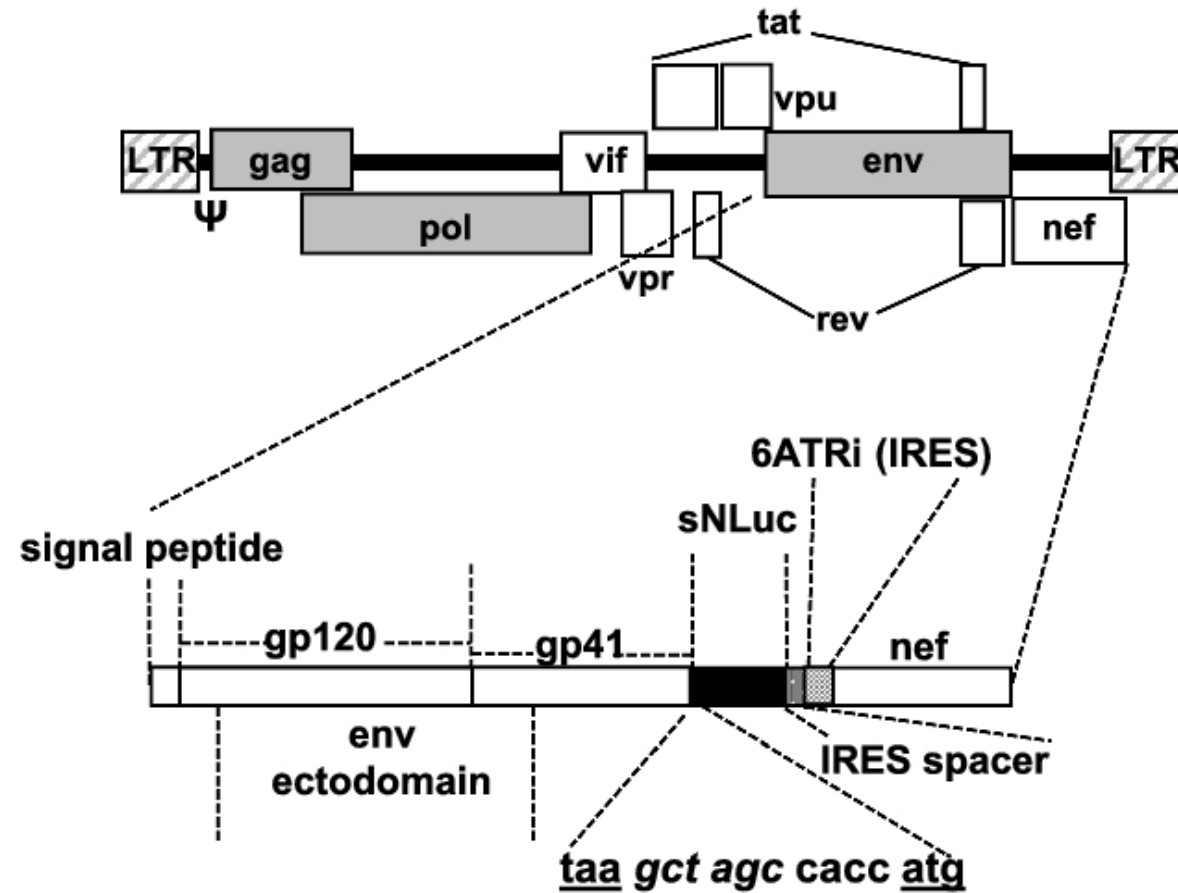 tat
vpu
LTR
gag
vif
env
LTR
Ψ
pol
nef
vpr
rev
6ATRi (IRES)
sNLuc
signal peptide
gp120
gp41
nef
env
ectodomain
IRES spacer
taa gct agc cacc atg